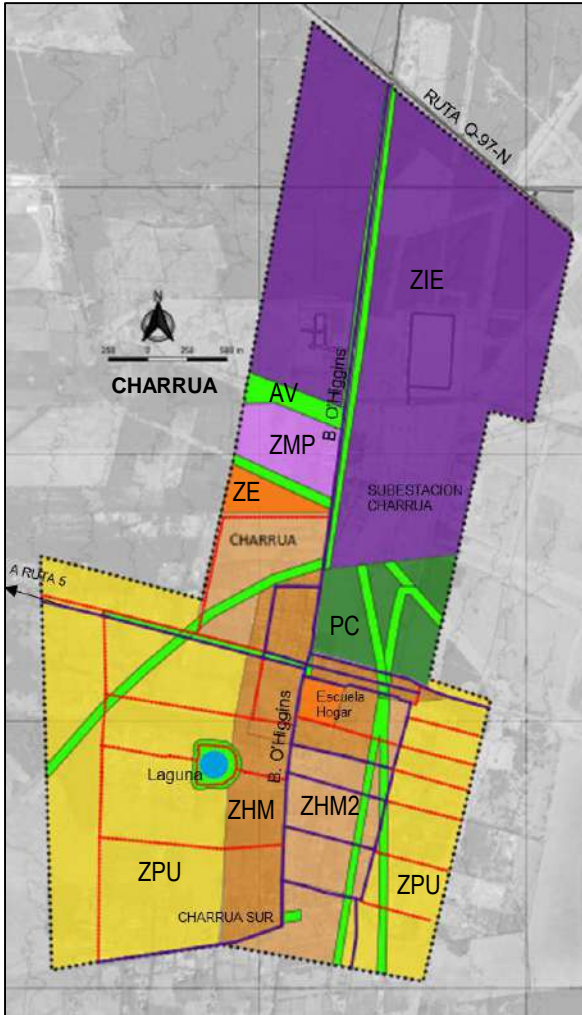 RUTA Q-97-N
ZIE
N
250 0 250 500 m
CHARRUA
AV
B. O'Higgins
ZMP
ZE
SUBESTACION
CHARRUA
CHARRUA
A RUTA 5
PC
Escuela
Hogar
B. O'Higgins
Laguna
ZHM
ZHM2
ZPU
ZPU
CHARRUA SUR